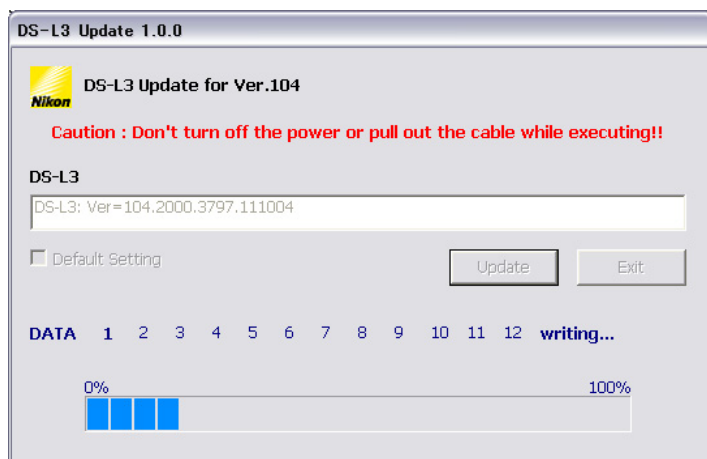 DS-L3 Update 1.0.0
Nikon
DS-L3 Update for Ver.104
Caution : Don't turn off the power or pull out the cable while executing!!
DS-L3
DS-L3: Ver=104.2000.3797.111004
Default Setting
Update
Exit
DATA 1 2 3 4 5 6 7 8 9 10 11 12 writing...
0% 100%